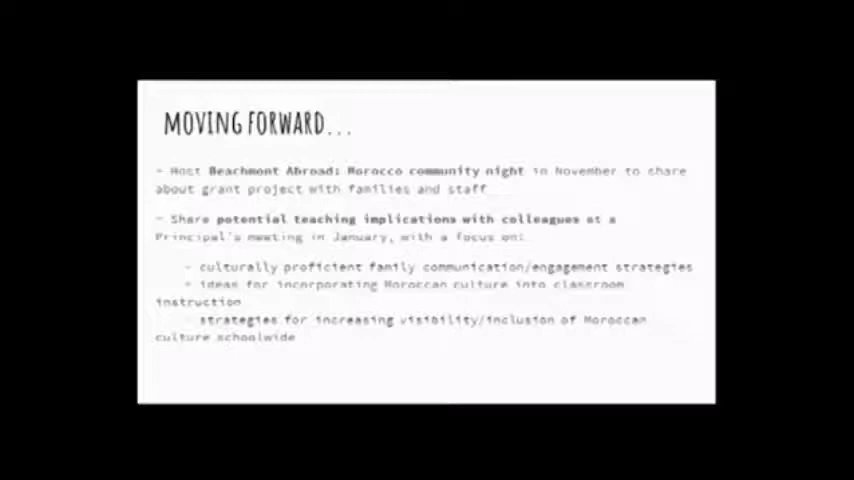 MOVING FORWARD...
- Host Beachmont Abroad: Morocco community night in November to share
about grant project with families and staff
- Share potential teaching implications with colleagues at a
Principal's meeting in January, with a focus on:
- culturally proficient family communication/engagement strategies
- ideas for incorporating Moroccan culture into classroom
instruction
- strategies for increasing visibility/inclusion of Moroccan
culture schoolwide